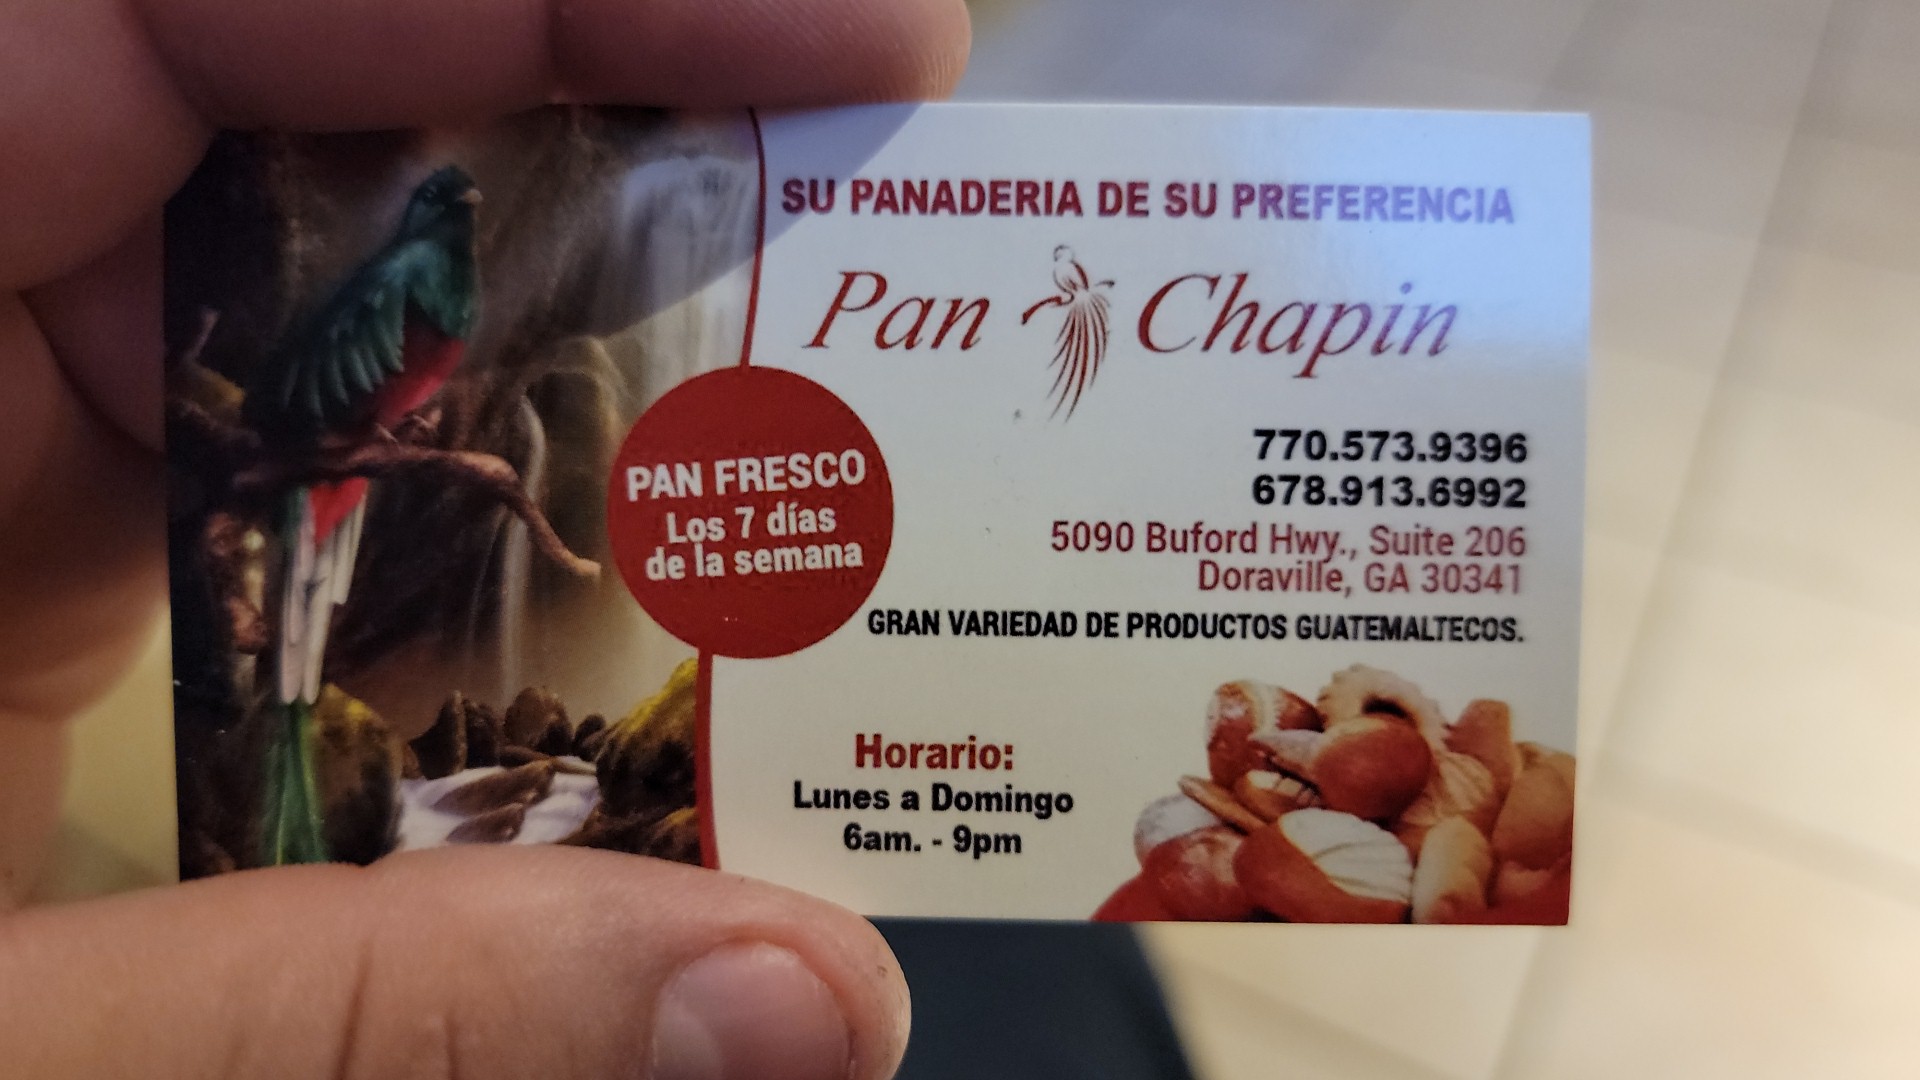 SU PANADERIA DE SU PREFERENCIA
Pan Chapin
770.573.9396
678.913.6992
5090 Buford Hwy., Suite 206
Doraville, GA 30341
GRAN VARIEDAD DE PRODUCTOS GUATEMALTECOS.
PAN FRESCO
Los 7 días
de la semana
Horario:
Lunes a Domingo
6am. - 9pm